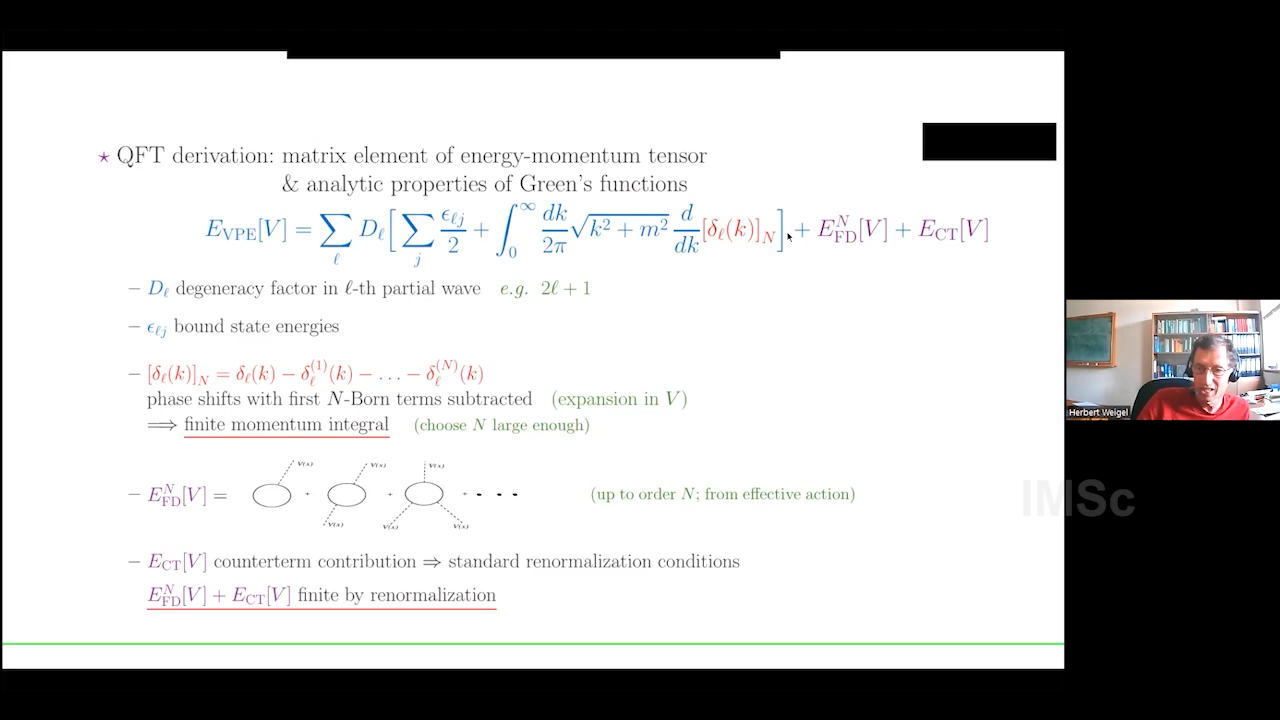 ⋆ QFT derivation: matrix element of energy-momentum tensor
& analytic properties of Green's functions
E_VPE[V] = ∑_ℓ D_ℓ [ ∑_j ϵ_ℓj/2 + ∫_0^∞ dk/2π √(k² + m²) d/dk [δ_ℓ(k)]_N ] + E_FD^N[V] + E_CT[V]
– D_ℓ degeneracy factor in ℓ-th partial wave e.g. 2ℓ + 1
– ϵ_ℓj bound state energies
– [δ_ℓ(k)]_N = δ_ℓ(k) − δ_ℓ^(1)(k) − . . . − δ_ℓ^(N)(k)
phase shifts with first N-Born terms subtracted (expansion in V)
⟹ finite momentum integral (choose N large enough)
V(x) V(x) V(x)
– E_FD^N[V] = + + + · · · (up to order N; from effective action)
V(x) V(x) V(x)
– E_CT[V] counterterm contribution ⇒ standard renormalization conditions
E_FD^N[V] + E_CT[V] finite by renormalization
Herbert Weigel
IMSc